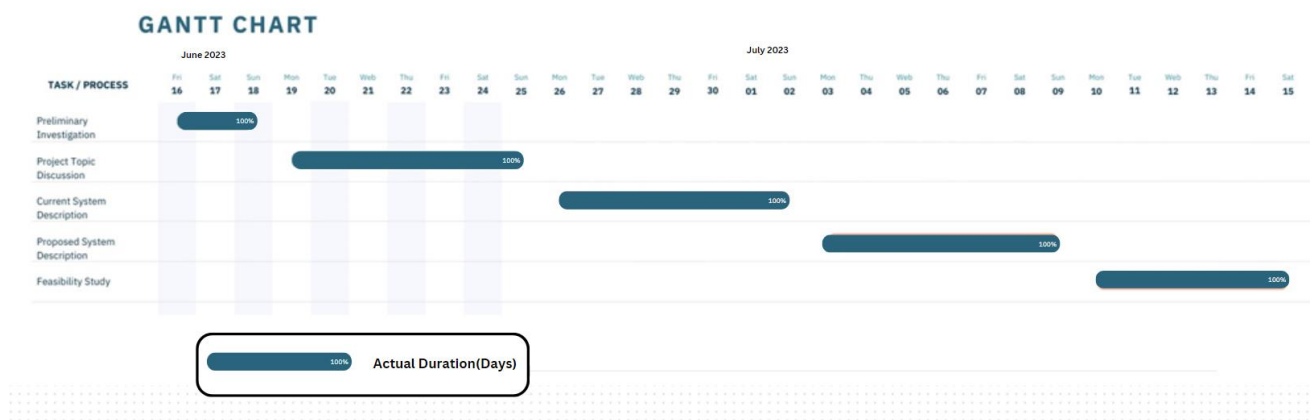 GANTT CHART
June 2023
July 2023
TASK / PROCESS
Fri Sat Sun Mon Tue Web Thu Fri Sat Sun Mon Tue Web Thu Fri Sat Sun Mon Thu Web Thu Fri Sat Sun Mon Tue Web Thu Fri Sat
16 17 18 19 20 21 22 23 24 25 26 27 28 29 30 01 02 03 04 05 06 07 08 09 10 11 12 13 14 15
Preliminary
Investigation
100%
Project Topic
Discussion
100%
Current System
Description
100%
Proposed System
Description
100%
Feasibility Study
100%
100%
Actual Duration(Days)